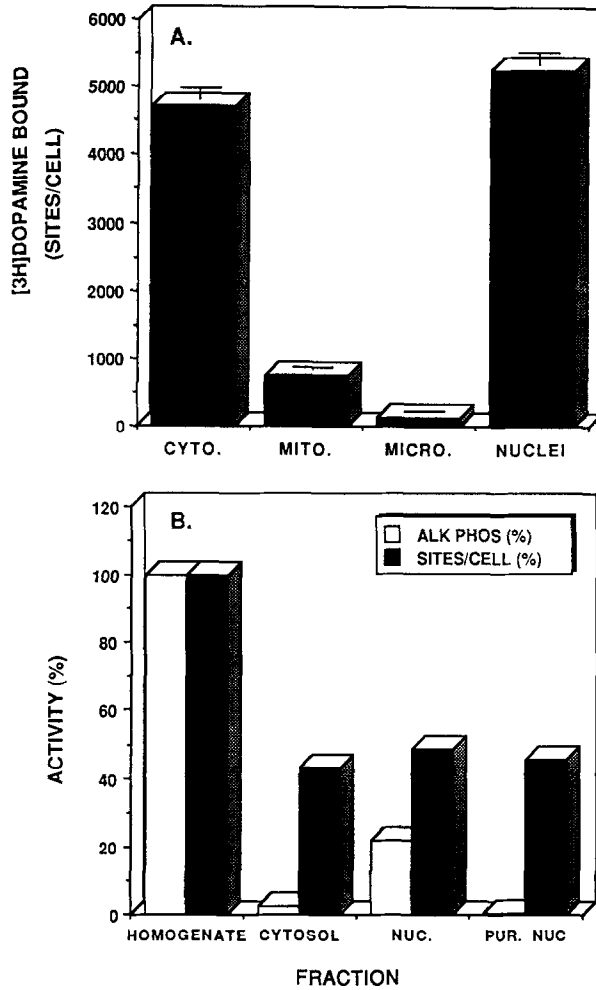 A.
[3H]DOPAMINE BOUND
(SITES/CELL)
6000
5000
4000
3000
2000
1000
0
CYTO. MITO. MICRO. NUCLEI
B.
ALK PHOS (%)
SITES/CELL (%)
ACTIVITY (%)
120
100
80
60
40
20
0
HOMOGENATE CYTOSOL NUC. PUR. NUC
FRACTION